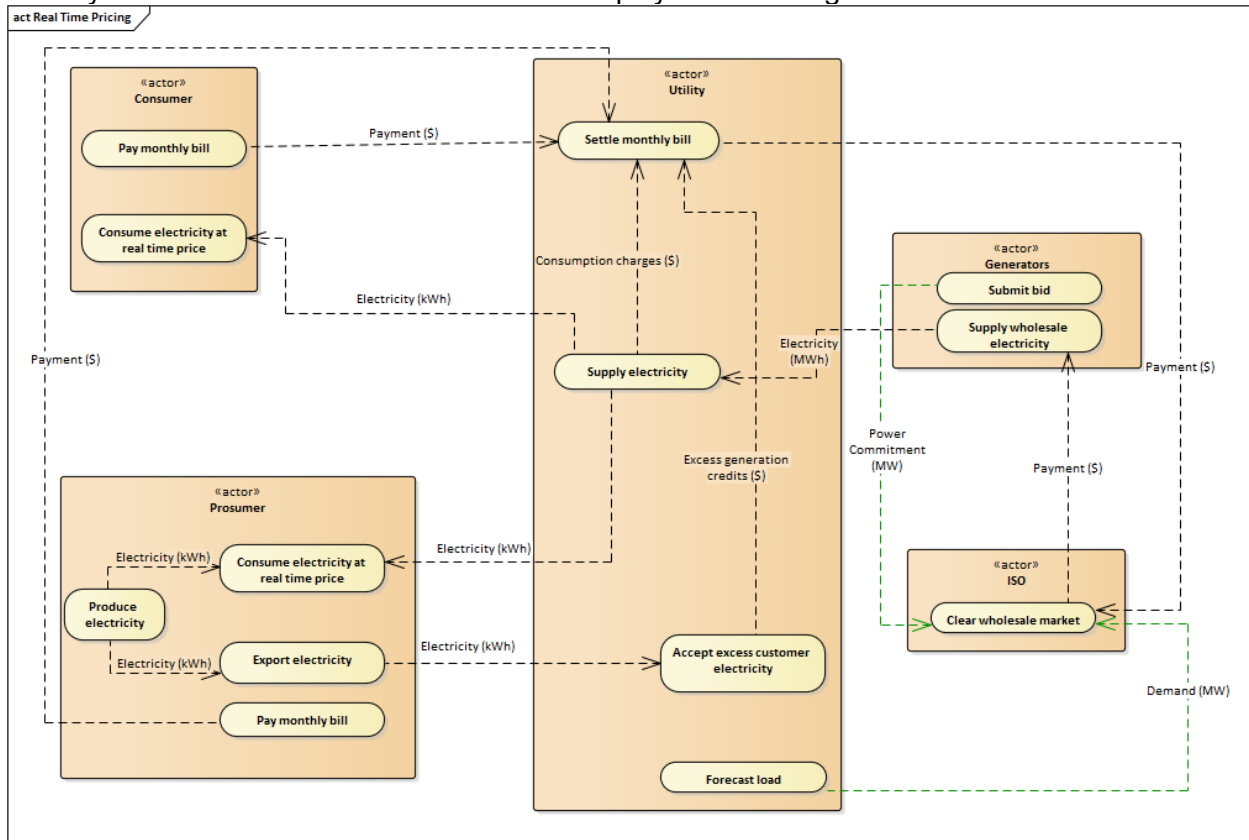 act Real Time Pricing
«actor»
Consumer
Pay monthly bill
Consume electricity at
real time price
Payment ($)
«actor»
Utility
Settle monthly bill
Consumption charges ($)
Electricity (kWh)
Payment ($)
Supply electricity
Electricity
(MWh)
«actor»
Generators
Submit bid
Supply wholesale
electricity
Payment ($)
Power
Commitment
(MW)
Payment ($)
Excess generation
credits ($)
«actor»
Prosumer
Electricity (kWh)
Consume electricity at
real time price
Produce
electricity
Electricity (kWh)
Export electricity
Pay monthly bill
Electricity (kWh)
Electricity (kWh)
Accept excess customer
electricity
Forecast load
«actor»
ISO
Clear wholesale market
Demand (MW)